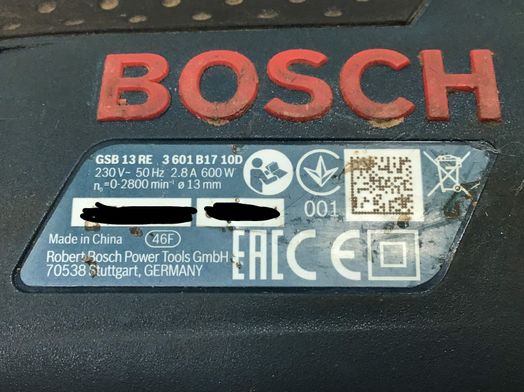 BOSCH
GSB 13 RE 3 601 B17 10D
230 V~ 50 Hz 2.8 A 600 W
n₀=0-2800 min⁻¹ ø 13 mm
001
Made in China 46F
Robert Bosch Power Tools GmbH
70538 Stuttgart, GERMANY
EAC CE